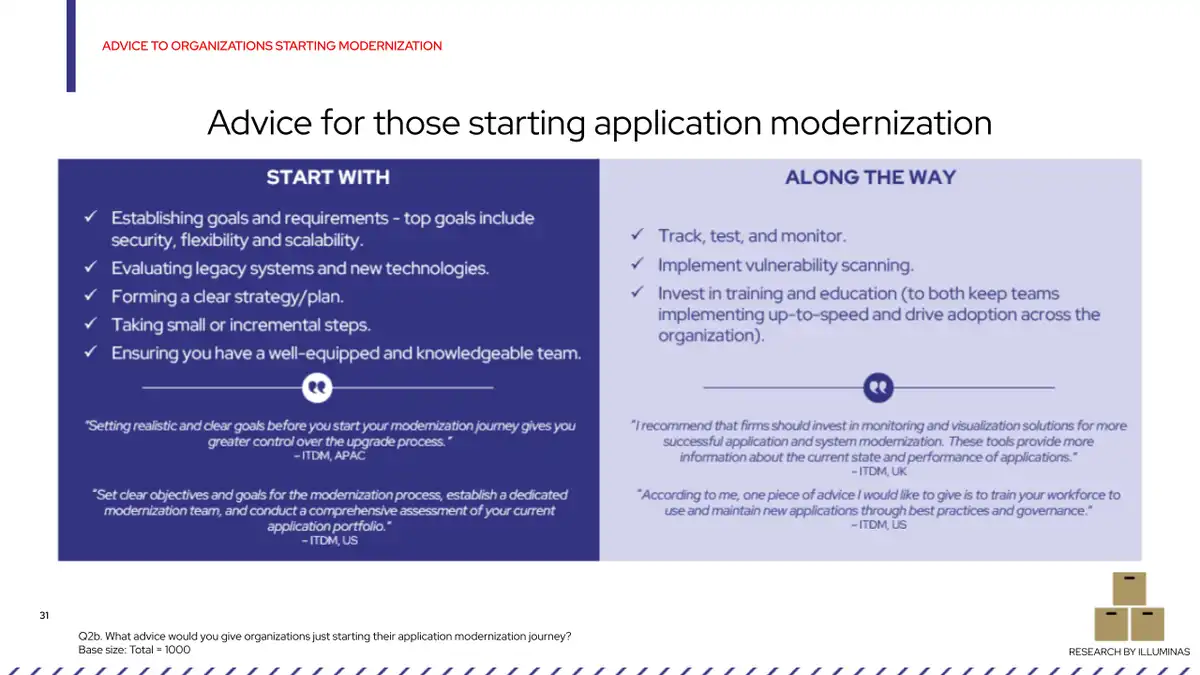 ADVICE TO ORGANIZATIONS STARTING MODERNIZATION
Advice for those starting application modernization
START WITH
✓ Establishing goals and requirements - top goals include
security, flexibility and scalability.
✓ Evaluating legacy systems and new technologies.
✓ Forming a clear strategy/plan.
✓ Taking small or incremental steps.
✓ Ensuring you have a well-equipped and knowledgeable team.
"Setting realistic and clear goals before you start your modernization journey gives you
greater control over the upgrade process."
– ITDM, APAC
"Set clear objectives and goals for the modernization process, establish a dedicated
modernization team, and conduct a comprehensive assessment of your current
application portfolio."
– ITDM, US
ALONG THE WAY
✓ Track, test, and monitor.
✓ Implement vulnerability scanning.
✓ Invest in training and education (to both keep teams
implementing up-to-speed and drive adoption across the
organization).
"I recommend that firms should invest in monitoring and visualization solutions for more
successful application and system modernization. These tools provide more
information about the current state and performance of applications."
– ITDM, UK
"According to me, one piece of advice I would like to give is to train your workforce to
use and maintain new applications through best practices and governance."
– ITDM, US
31
Q2b. What advice would you give organizations just starting their application modernization journey?
Base size: Total = 1000
RESEARCH BY ILLUMINAS